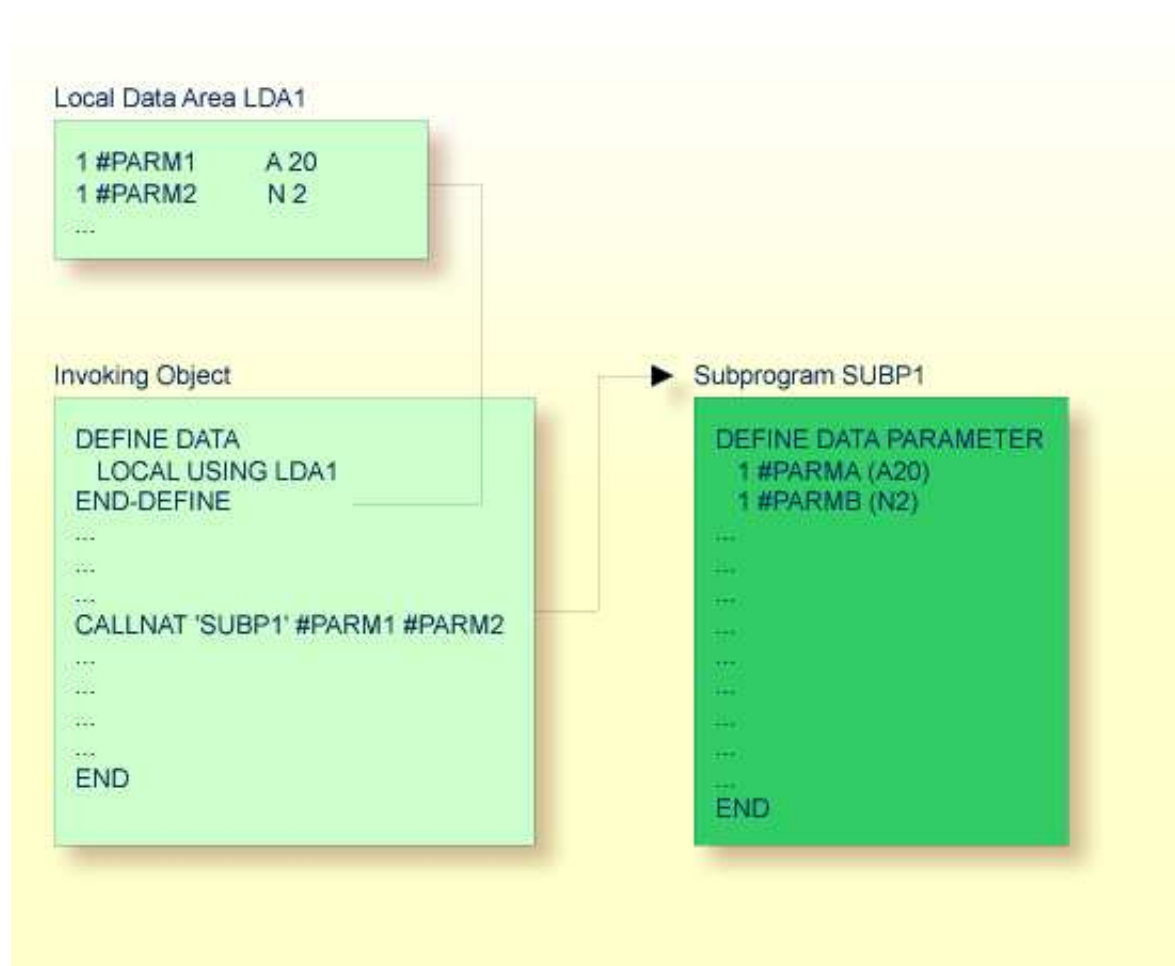 Local Data Area LDA1
1 #PARM1 A 20
1 #PARM2 N 2
...
Invoking Object
DEFINE DATA
LOCAL USING LDA1
END-DEFINE
...
...
...
CALLNAT 'SUBP1' #PARM1 #PARM2
...
...
...
...
END
Subprogram SUBP1
DEFINE DATA PARAMETER
1 #PARMA (A20)
1 #PARMB (N2)
...
...
...
...
...
...
...
...
...
END